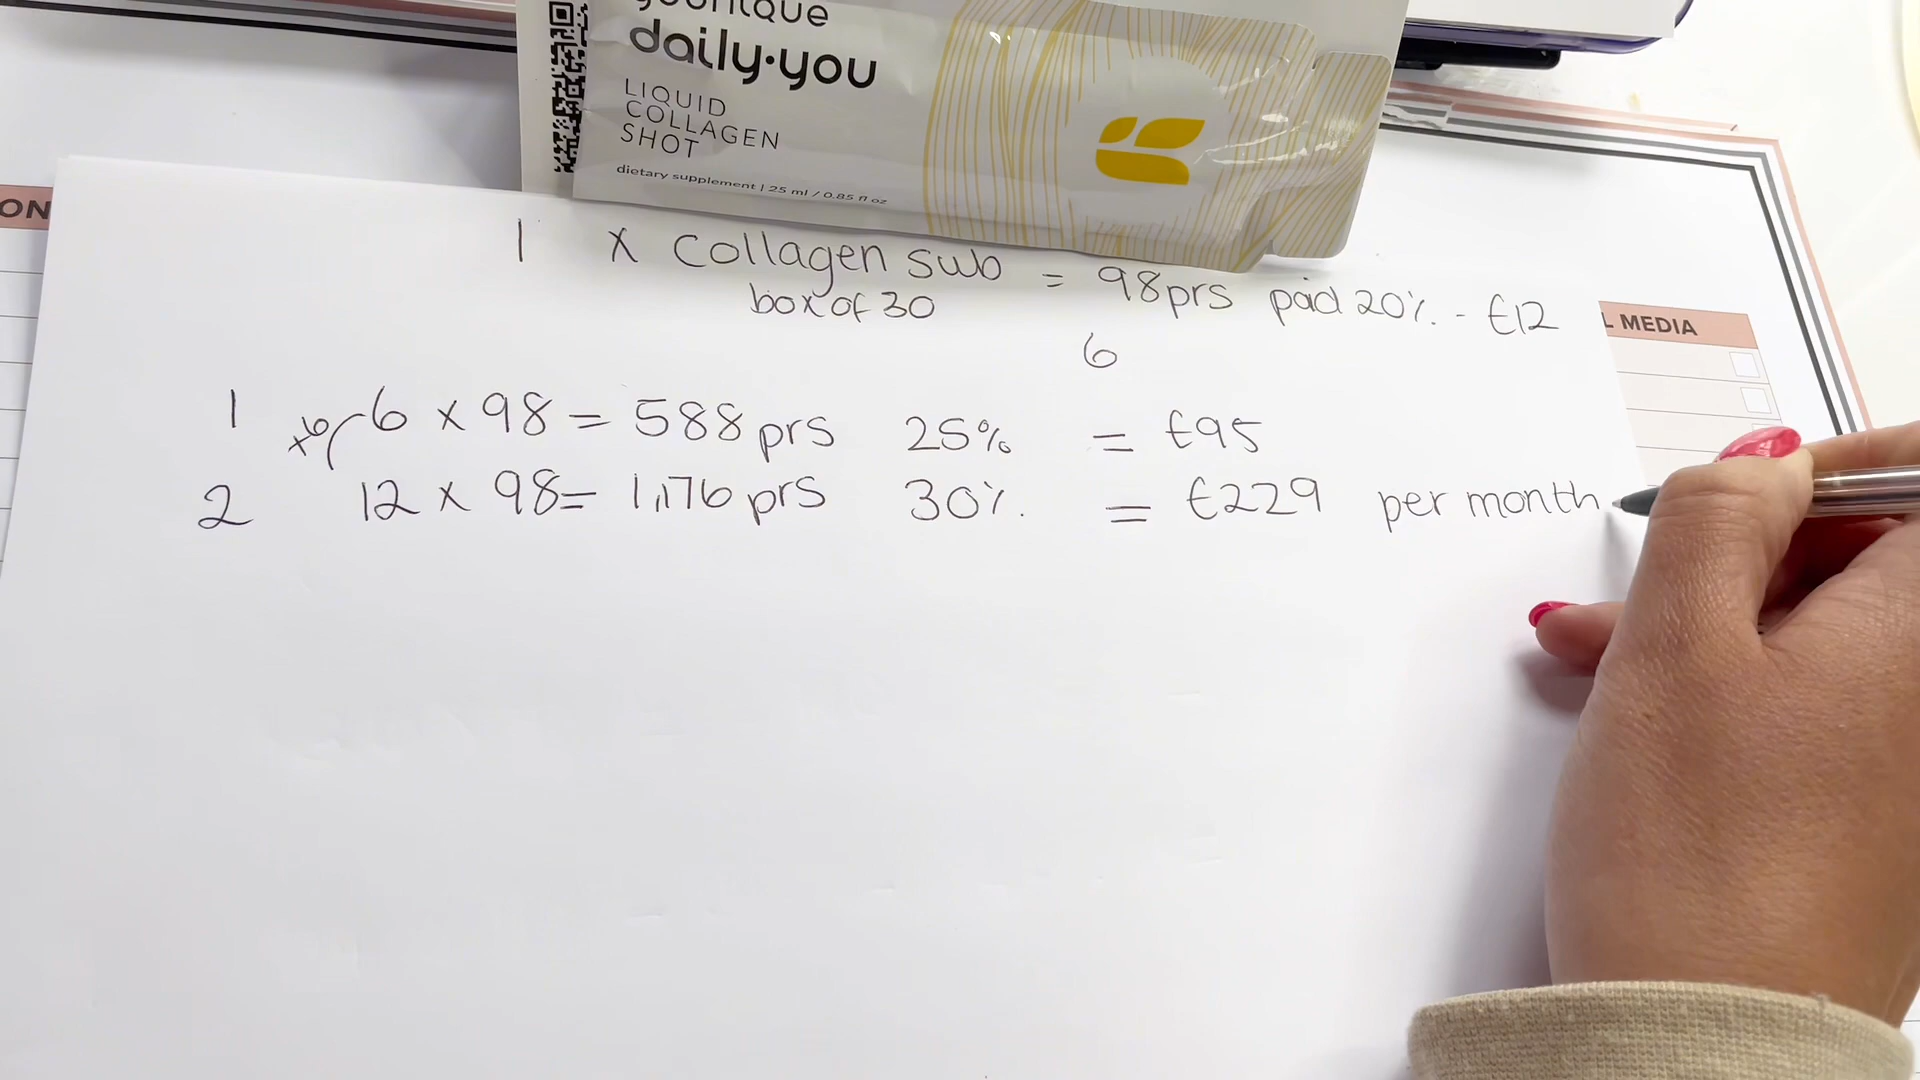 younique
daily·you
LIQUID
COLLAGEN
SHOT
dietary supplement | 25 ml / 0.85 fl oz
ON
1 x Collagen sub = 98prs paid 20% - £12
box of 30
6
L MEDIA
1 x6 6 x 98 = 588 prs 25% = £95
2 12 x 98 = 1,176 prs 30% = £229 per month